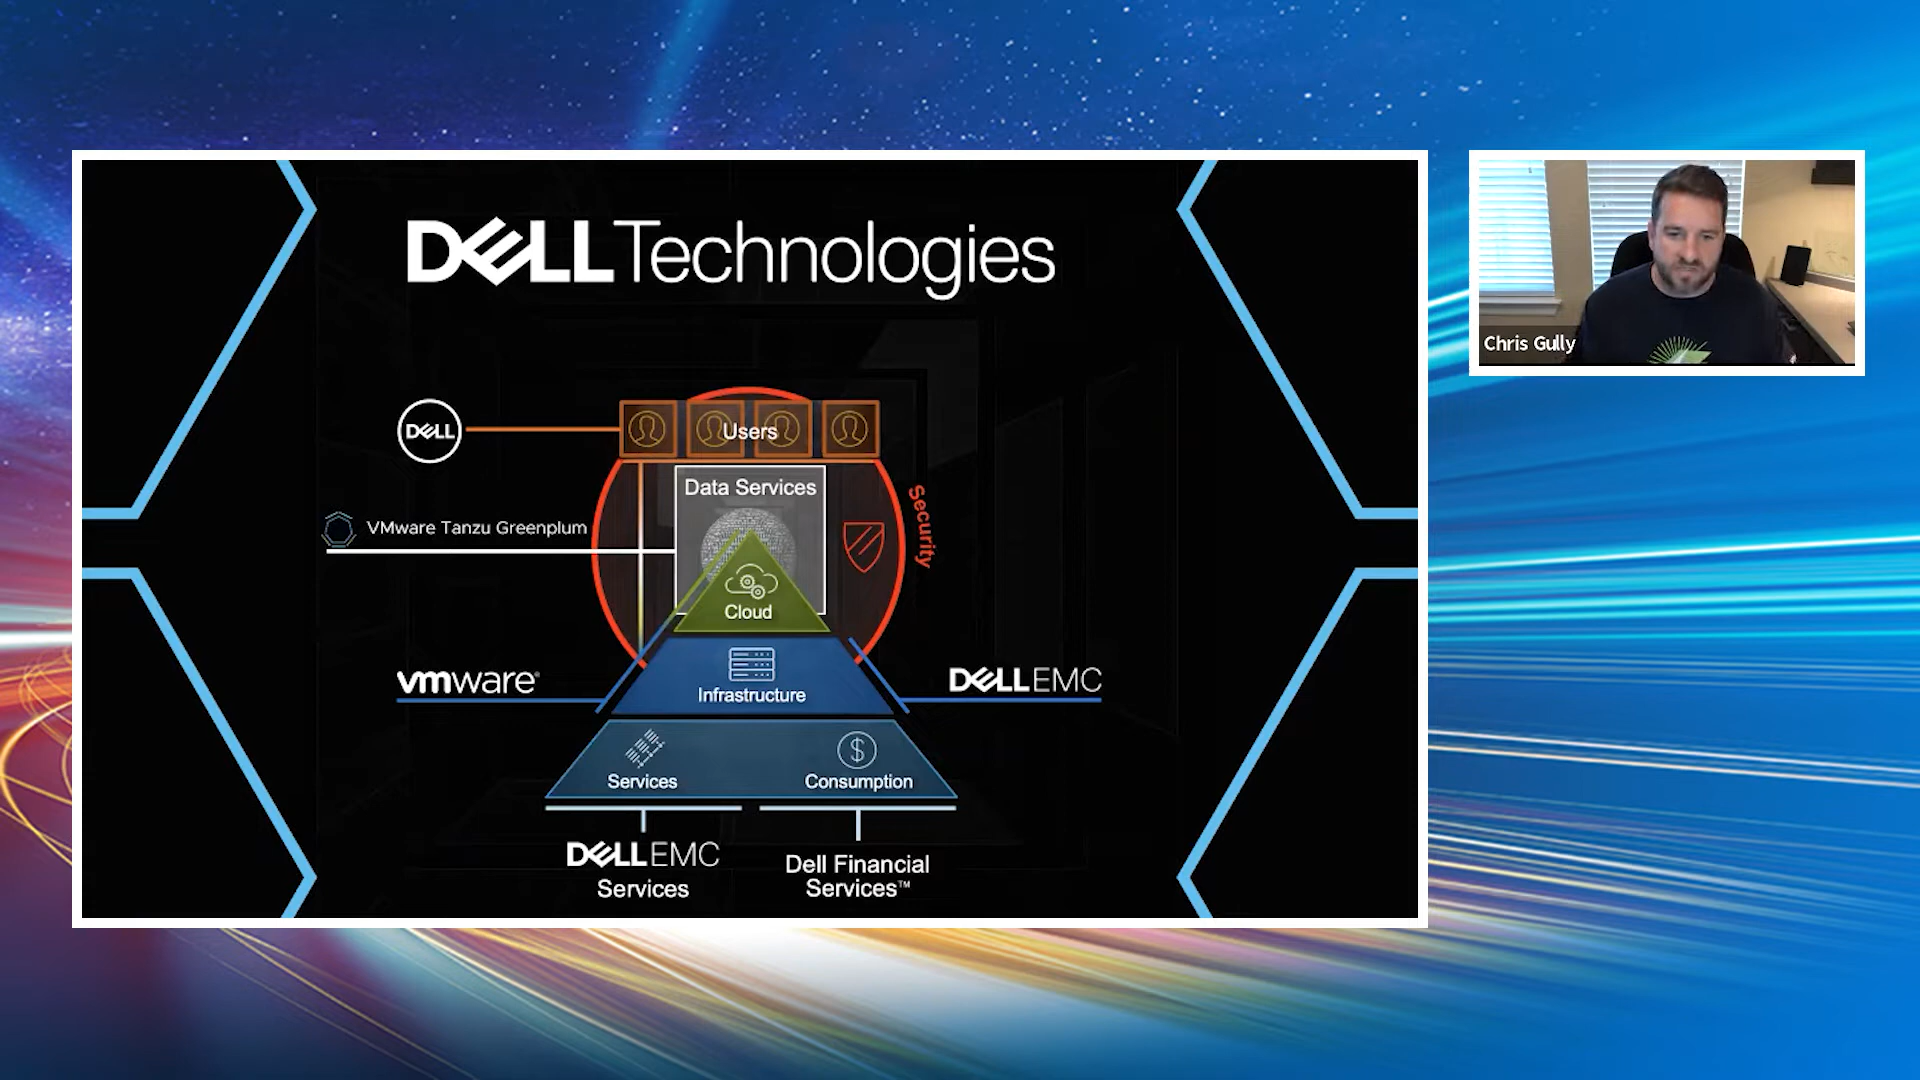 DELL Technologies
Chris Gully
DELL
Users
Data Services
Security
VMware Tanzu Greenplum
Cloud
vmware®
Infrastructure
DELL EMC
Services
Consumption
DELL EMC
Services
Dell Financial
Services™